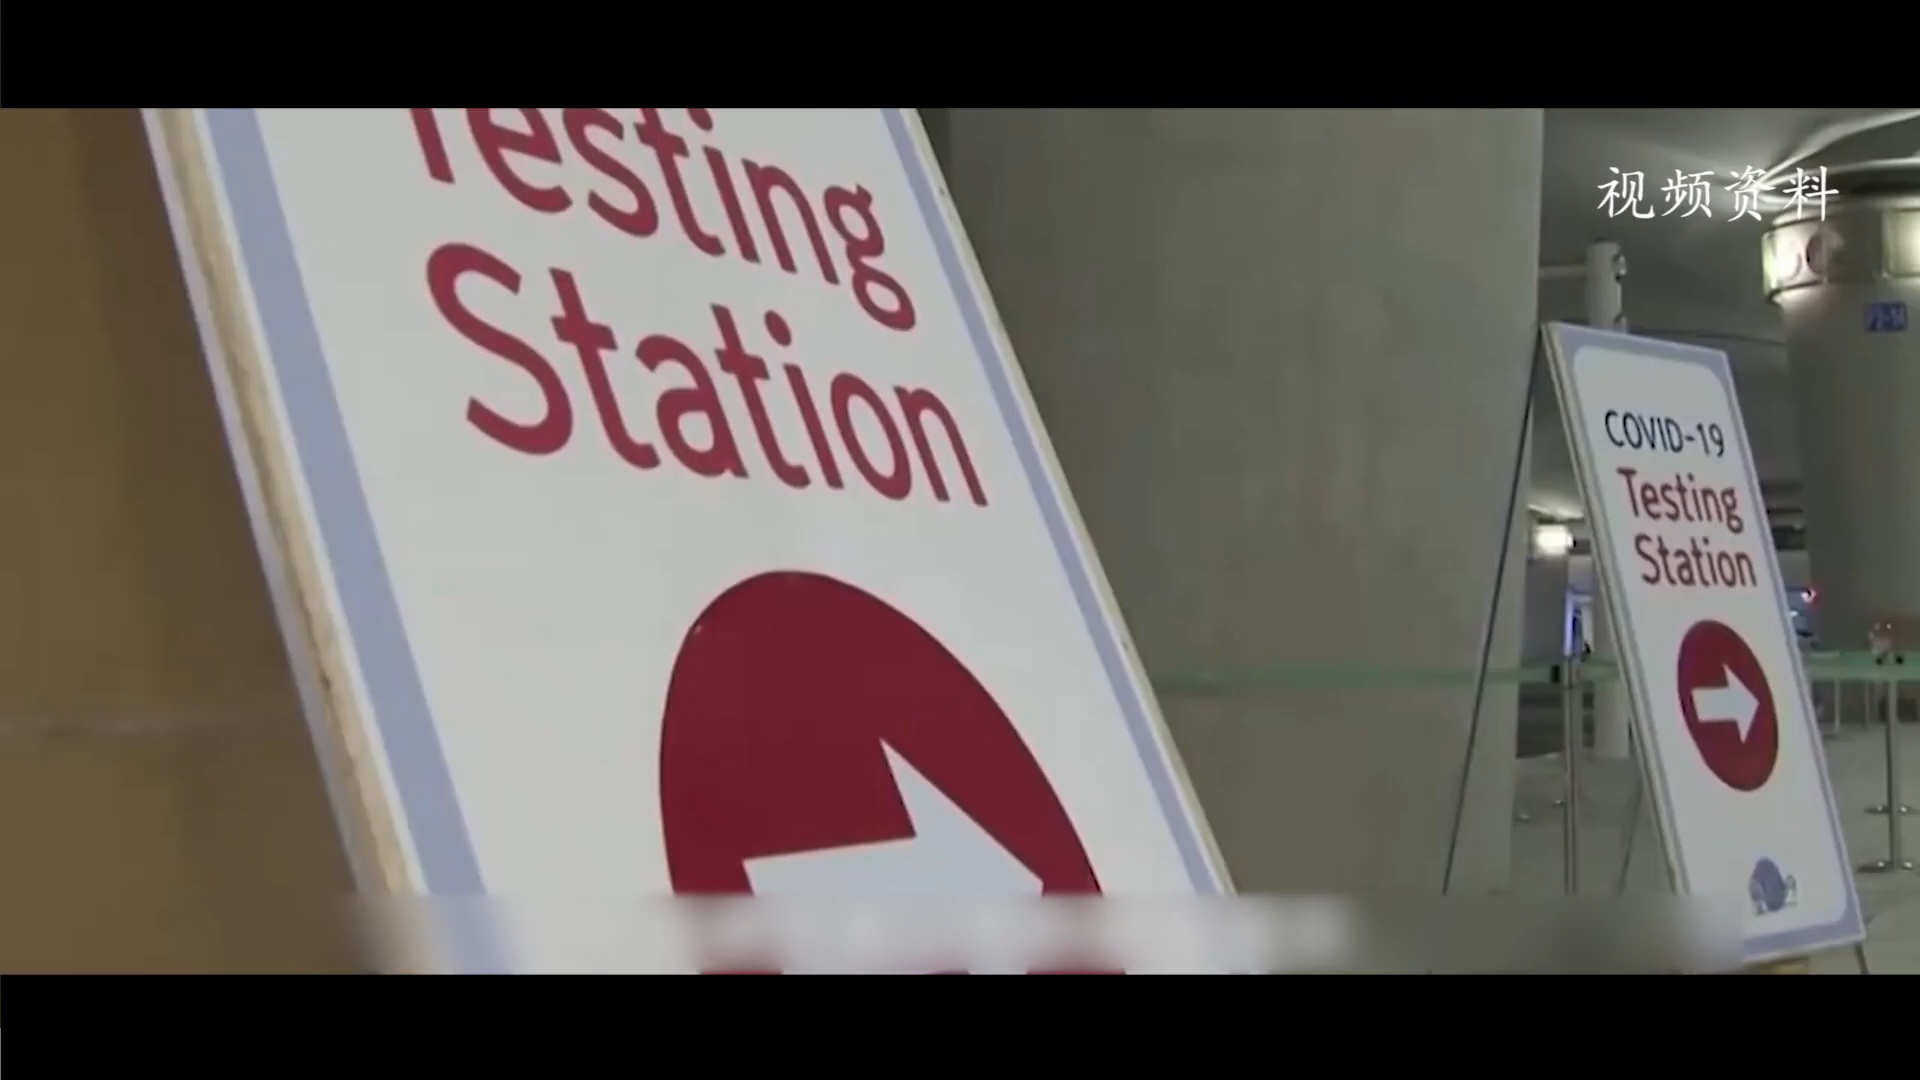 Testing
Station
视频资料
COVID-19
Testing
Station